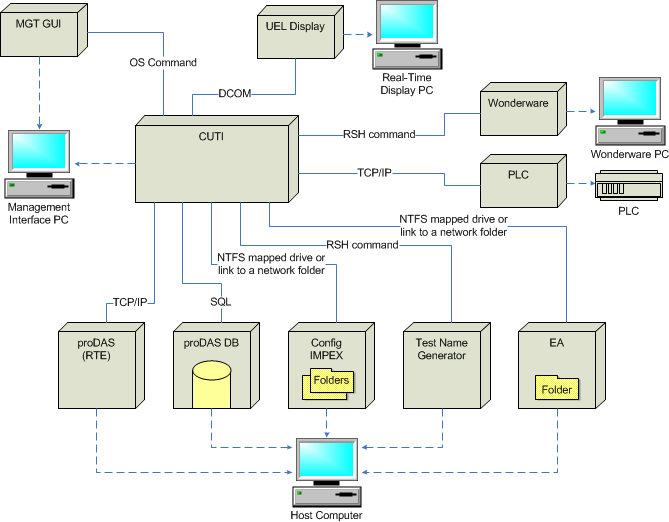 MGT GUI
UEL Display
OS Command
Real-Time
Display PC
DCOM
Wonderware
CUTI
RSH command
Wonderware PC
TCP/IP
PLC
PLC
Management
Interface PC
NTFS mapped drive or
link to a network folder
RSH command
NTFS mapped drive or
link to a network folder
TCP/IP
SQL
proDAS
(RTE)
proDAS DB
Config
IMPEX
Test Name
Generator
EA
Folders
Folder
Host Computer